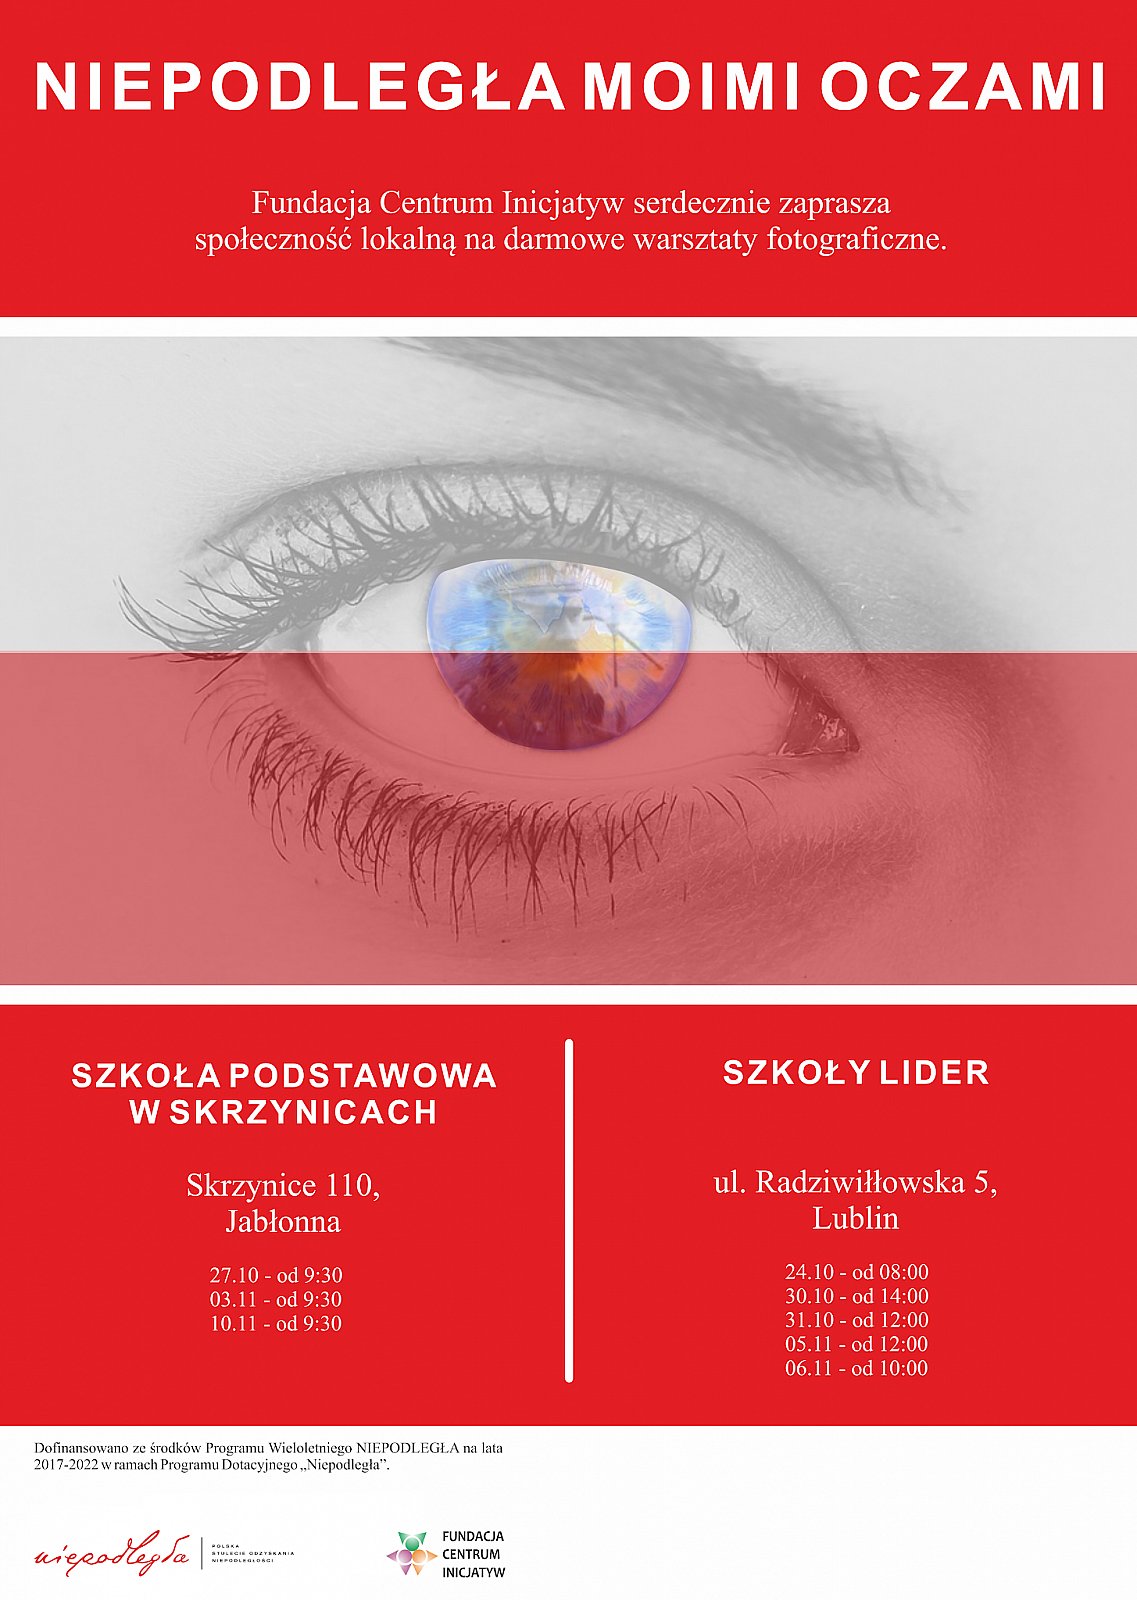 NIEPODLEGŁA MOIMI OCZAMI
Fundacja Centrum Inicjatyw serdecznie zaprasza
społeczność lokalną na darmowe warsztaty fotograficzne.
SZKOŁA PODSTAWOWA
W SKRZYNICACH
Skrzynice 110,
Jabłonna
27.10 - od 9:30
03.11 - od 9:30
10.11 - od 9:30
SZKOŁY LIDER
ul. Radziwiłłowska 5,
Lublin
24.10 - od 08:00
30.10 - od 14:00
31.10 - od 12:00
05.11 - od 12:00
06.11 - od 10:00
Dofinansowano ze środków Programu Wieloletniego NIEPODLEGŁA na lata
2017-2022 w ramach Programu Dotacyjnego „Niepodległa”.
niepodległa
POLSKA
STULECIE ODZYSKANIA
NIEPODLEGŁOŚCI
FUNDACJA
CENTRUM
INICJATYW